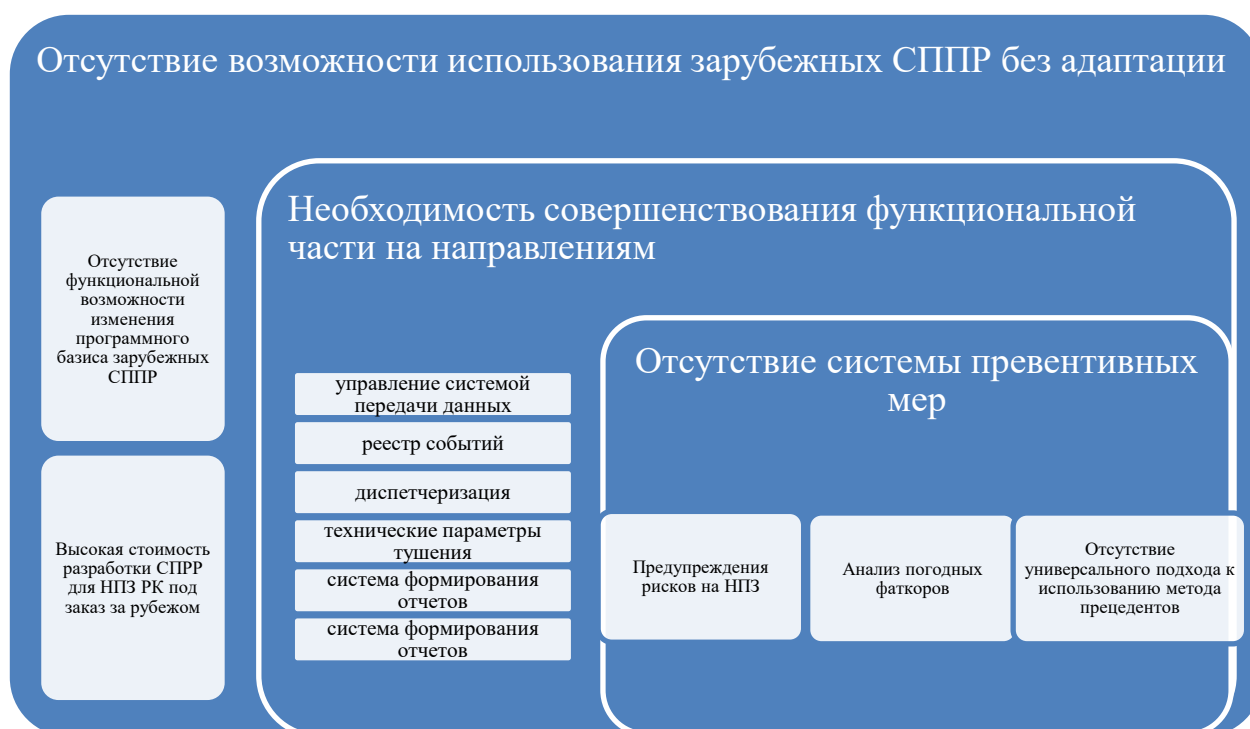 Отсутствие возможности использования зарубежных СППР без адаптации
Отсутствие
функциональной
возможности
изменения
программного
базиса зарубежных
СППР
Высокая стоимость
разработки СПРР
для НПЗ РК под
заказ за рубежом
Необходимость совершенствования функциональной
части на направлениям
управление системой
передачи данных
реестр событий
диспетчеризация
технические параметры
тушения
система формирования
отчетов
система формирования
отчетов
Отсутствие системы превентивных
мер
Предупреждения
рисков на НПЗ
Анализ погодных
фаткоров
Отсутствие
универсального подхода к
использованию метода
прецедентов